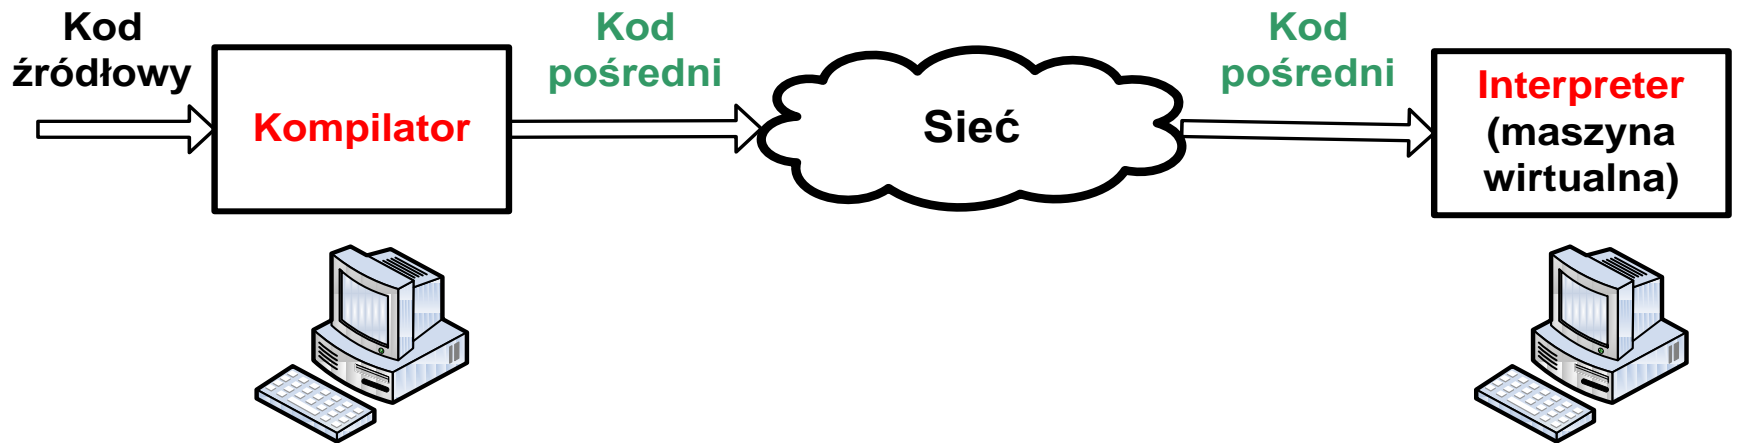 Kod
źródłowy
Kompilator
Kod
pośredni
Sieć
Kod
pośredni
Interpreter
(maszyna
wirtualna)